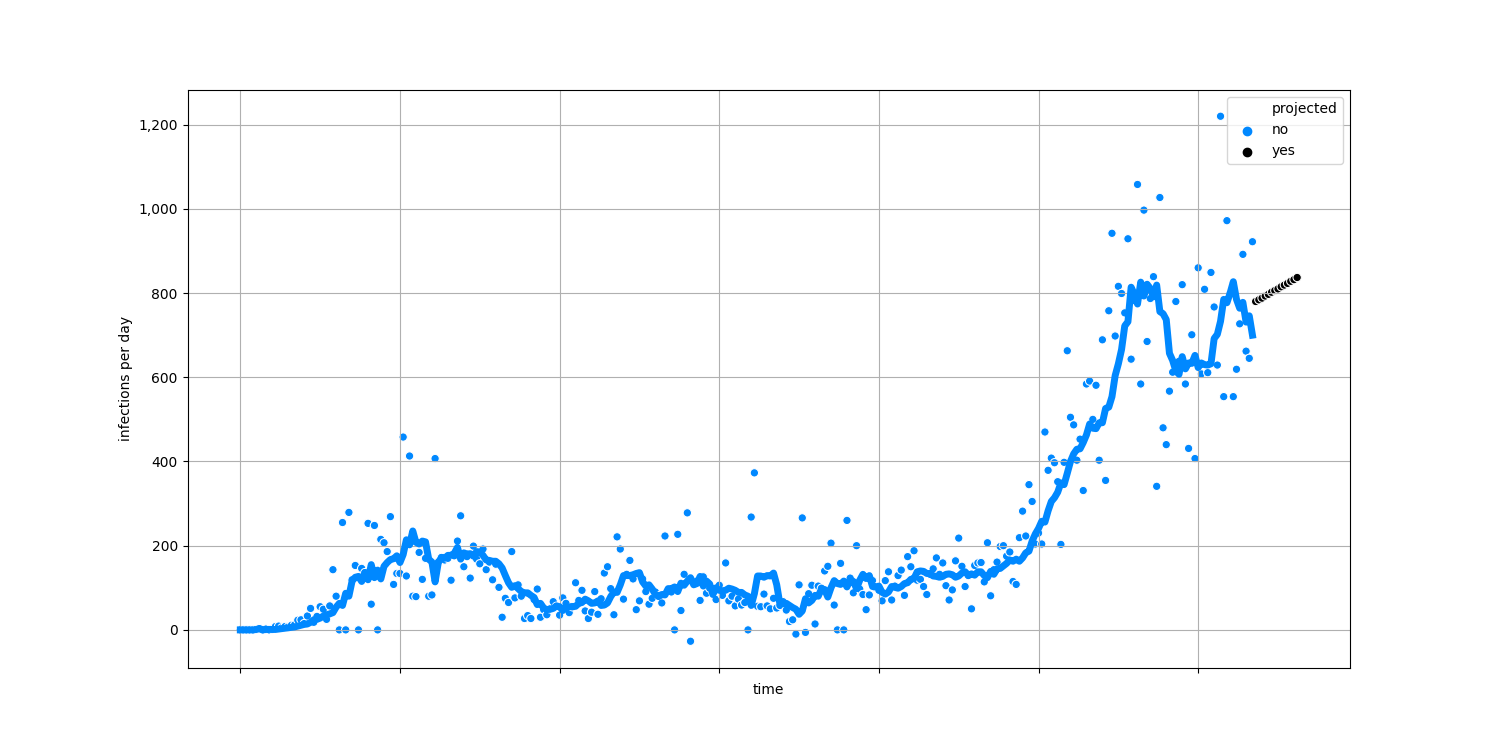 projected
no
yes
1,200
1,000
800
600
400
200
0
infections per day
time